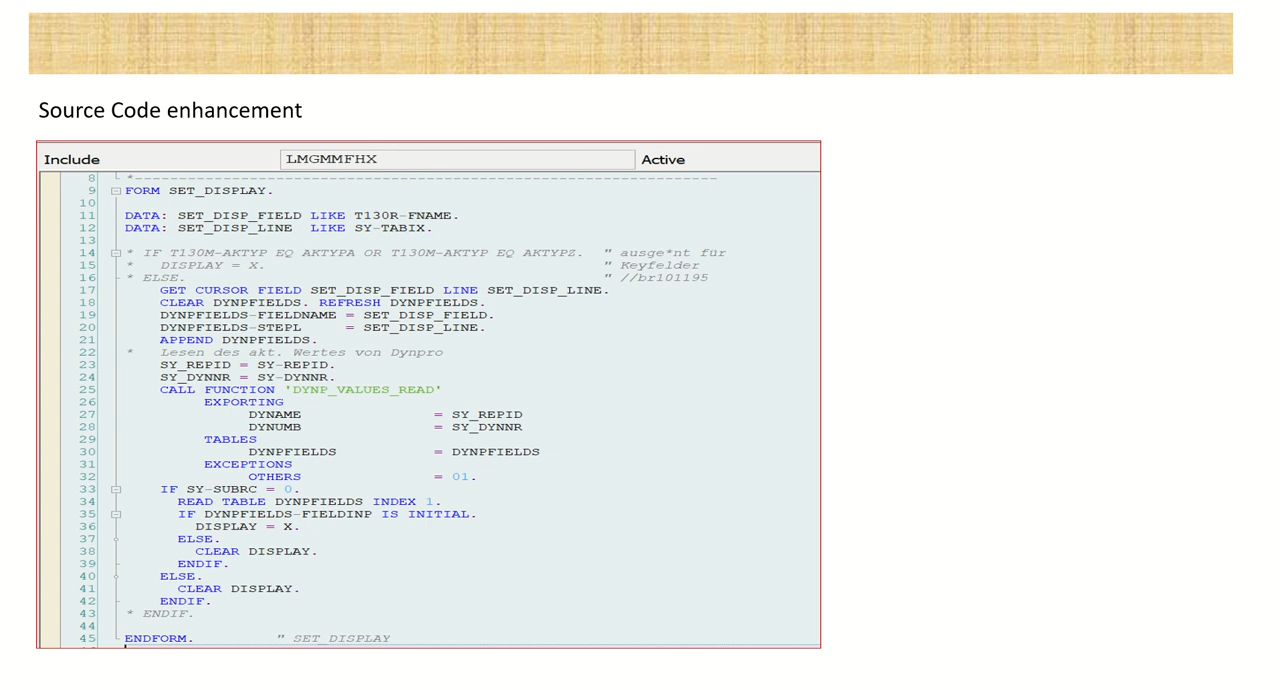 Source Code enhancement
Include LMGMMFHX Active
8 *------------------------------------------------------------------
9 FORM SET_DISPLAY.
10
11 DATA: SET_DISP_FIELD LIKE T130R-FNAME.
12 DATA: SET_DISP_LINE  LIKE SY-TABIX.
13
14 * IF T130M-AKTYP EQ AKTYPA OR T130M-AKTYP EQ AKTYPZ.  " ausge*nt für
15 *   DISPLAY = X.                                       " Keyfelder
16 * ELSE.                                                " //br101195
17     GET CURSOR FIELD SET_DISP_FIELD LINE SET_DISP_LINE.
18     CLEAR DYNPFIELDS. REFRESH DYNPFIELDS.
19     DYNPFIELDS-FIELDNAME = SET_DISP_FIELD.
20     DYNPFIELDS-STEPL     = SET_DISP_LINE.
21     APPEND DYNPFIELDS.
22 *   Lesen des akt. Wertes von Dynpro
23     SY_REPID = SY-REPID.
24     SY_DYNNR = SY-DYNNR.
25     CALL FUNCTION 'DYNP_VALUES_READ'
26          EXPORTING
27               DYNAME               = SY_REPID
28               DYNUMB               = SY_DYNNR
29          TABLES
30               DYNPFIELDS           = DYNPFIELDS
31          EXCEPTIONS
32               OTHERS               = 01.
33     IF SY-SUBRC = 0.
34       READ TABLE DYNPFIELDS INDEX 1.
35       IF DYNPFIELDS-FIELDINP IS INITIAL.
36         DISPLAY = X.
37       ELSE.
38         CLEAR DISPLAY.
39       ENDIF.
40     ELSE.
41       CLEAR DISPLAY.
42     ENDIF.
43 * ENDIF.
44
45 ENDFORM.          " SET_DISPLAY